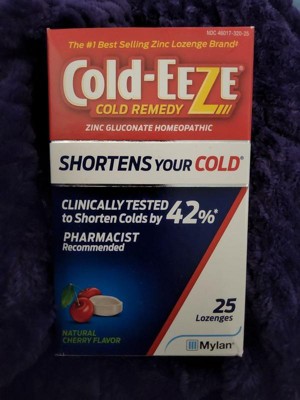 NDC 46017-020-25
The #1 Best Selling Zinc Lozenge Brand‡
COLD-EEZE®
COLD REMEDY
ZINC GLUCONATE HOMEOPATHIC
SHORTENS YOUR COLD*
CLINICALLY TESTED
to Shorten Colds by 42%*
PHARMACIST
Recommended
NATURAL
CHERRY FLAVOR
25
Lozenges
Mylan®